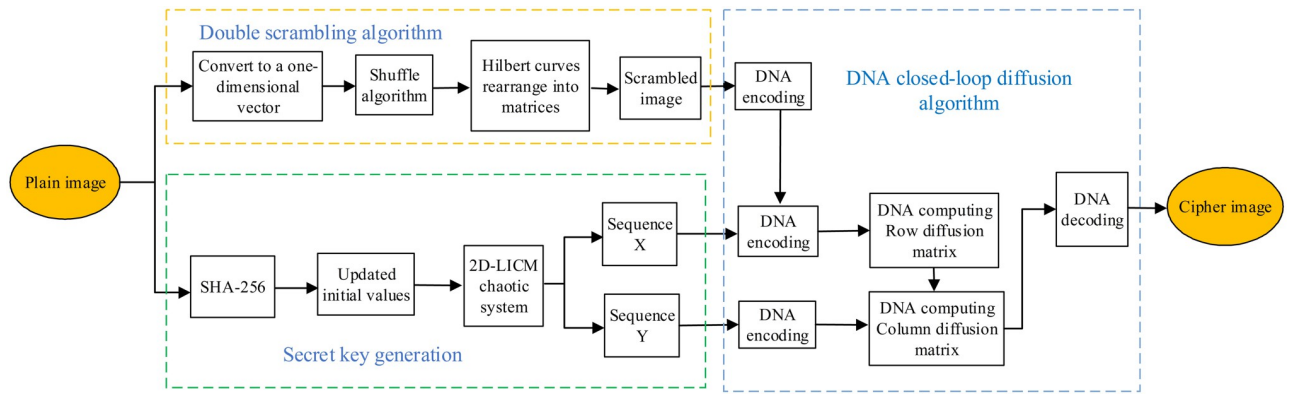 Plain image
Double scrambling algorithm
Convert to a one-
dimensional
vector
Shuffle
algorithm
Hilbert curves
rearrange into
matrices
Scrambled
image
SHA-256
Updated
initial values
2D-LICM
chaotic
system
Sequence
X
Sequence
Y
Secret key generation
DNA closed-loop diffusion
algorithm
DNA
encoding
DNA
encoding
DNA computing
Row diffusion
matrix
DNA
encoding
DNA computing
Column diffusion
matrix
DNA
decoding
Cipher image